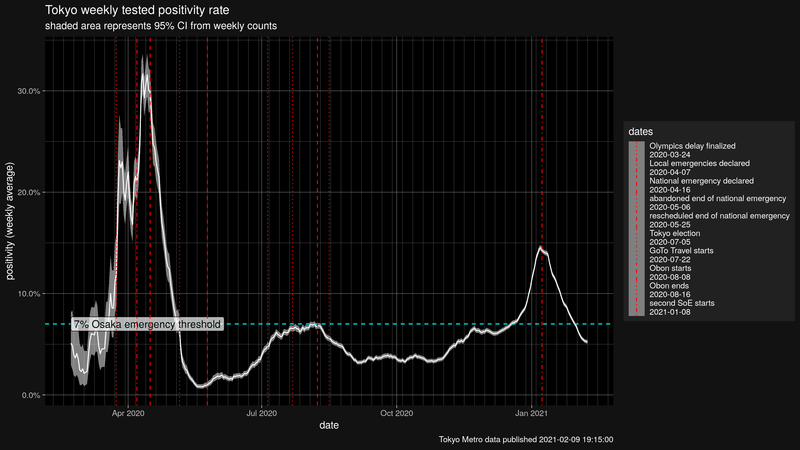 Tokyo weekly tested positivity rate
shaded area represents 95% CI from weekly counts
positivity (weekly average)
30.0%
20.0%
10.0%
0.0%
7% Osaka emergency threshold
Apr 2020
Jul 2020
Oct 2020
Jan 2021
date
Tokyo Metro data published 2021-02-09 19:15:00
dates
Olympics delay finalized
2020-03-24
Local emergencies declared
2020-04-07
National emergency declared
2020-04-16
abandoned end of national emergency
2020-05-06
rescheduled end of national emergency
2020-05-25
Tokyo election
2020-07-05
GoTo Travel starts
2020-07-22
Obon starts
2020-08-08
Obon ends
2020-08-16
second SoE starts
2021-01-08